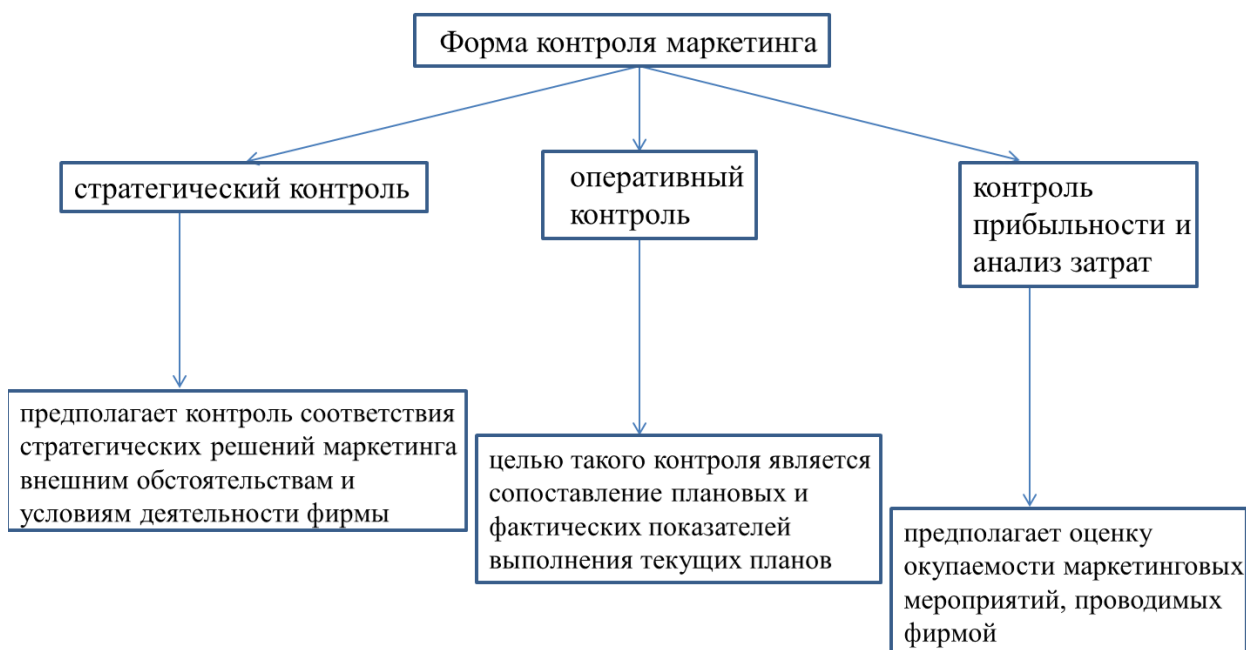 Форма контроля маркетинга
стратегический контроль
оперативный
контроль
контроль
прибыльности и
анализ затрат
предполагает контроль соответствия
стратегических решений маркетинга
внешним обстоятельствам и
условиям деятельности фирмы
целью такого контроля является
сопоставление плановых и
фактических показателей
выполнения текущих планов
предполагает оценку
окупаемости маркетинговых
мероприятий, проводимых
фирмой